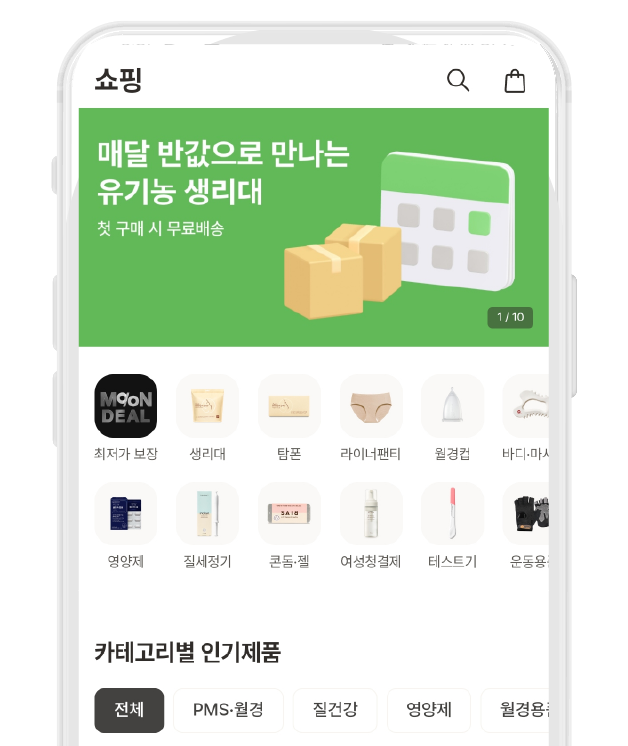 쇼핑
매달 반값으로 만나는
유기농 생리대
첫 구매 시 무료배송
1 / 10
MOON
DEAL
최저가 보장
생리대
탐폰
라이너팬티
월경컵
바디·마사
영양제
질세정기
콘돔·젤
여성청결제
테스트기
운동용
카테고리별 인기제품
전체
PMS·월경
질건강
영양제
월경용